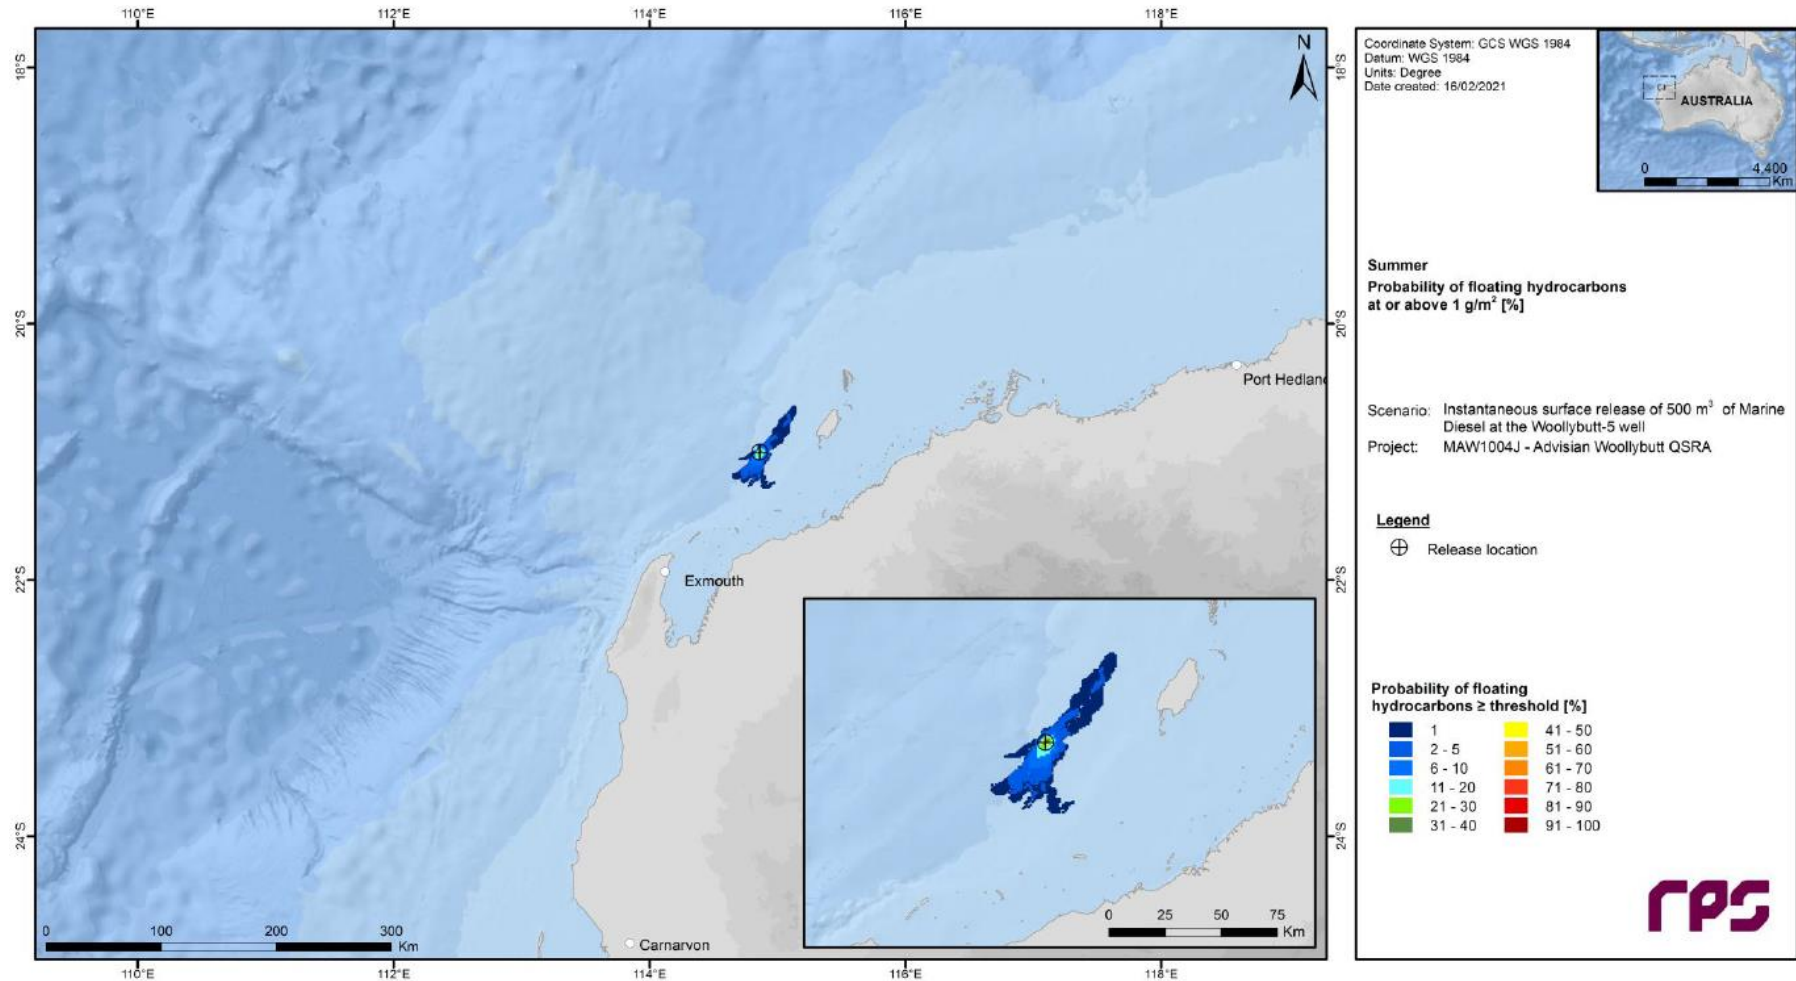 110°E
112°E
114°E
116°E
118°E
18°S
20°S
22°S
24°S
N
Port Hedlan
Exmouth
Carnarvon
0 100 200 300
Km
0 25 50 75
Km
18°S
20°S
22°S
24°S
110°E
112°E
114°E
116°E
118°E
Coordinate System: GCS WGS 1984
Datum: WGS 1984
Units: Degree
Date created: 16/02/2021
AUSTRALIA
0 4,400
Km
Summer
Probability of floating hydrocarbons
at or above 1 g/m² [%]
Scenario: Instantaneous surface release of 500 m³ of Marine
Diesel at the Woollybutt-5 well
Project: MAW1004J - Advisian Woollybutt QSRA
Legend
Release location
Probability of floating
hydrocarbons ≥ threshold [%]
1 41 - 50
2 - 5 51 - 60
6 - 10 61 - 70
11 - 20 71 - 80
21 - 30 81 - 90
31 - 40 91 - 100
rps